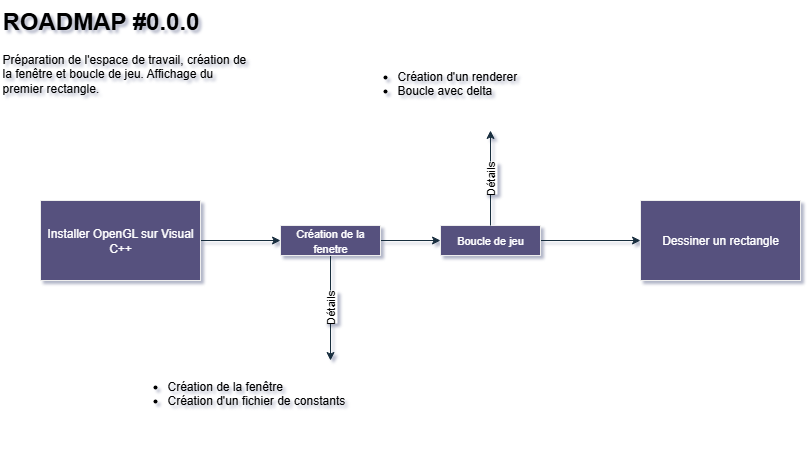 ROADMAP #0.0.0
Préparation de l'espace de travail, création de
la fenêtre et boucle de jeu. Affichage du
premier rectangle.
• Création d'un renderer
• Boucle avec delta
Détails
Installer OpenGL sur Visual
C++
Création de la
fenetre
Boucle de jeu
Dessiner un rectangle
Détails
• Création de la fenêtre
• Création d'un fichier de constants